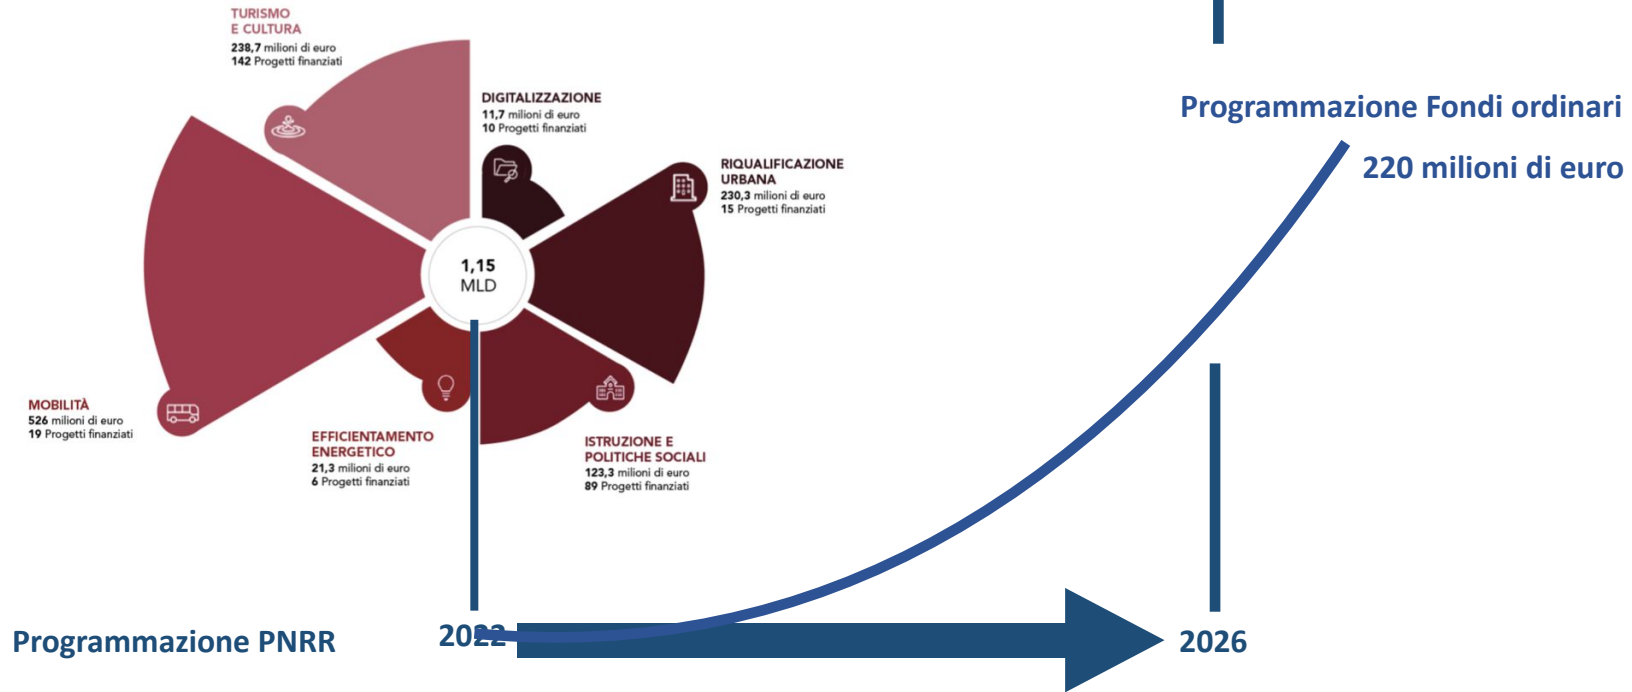 TURISMO
E CULTURA
238,7 milioni di euro
142 Progetti finanziati
DIGITALIZZAZIONE
11,7 milioni di euro
10 Progetti finanziati
Programmazione Fondi ordinari
220 milioni di euro
RIQUALIFICAZIONE
URBANA
230,3 milioni di euro
15 Progetti finanziati
1,15
MLD
MOBILITÀ
526 milioni di euro
19 Progetti finanziati
EFFICIENTAMENTO
ENERGETICO
21,3 milioni di euro
6 Progetti finanziati
ISTRUZIONE E
POLITICHE SOCIALI
123,3 milioni di euro
89 Progetti finanziati
Programmazione PNRR
2022
2026